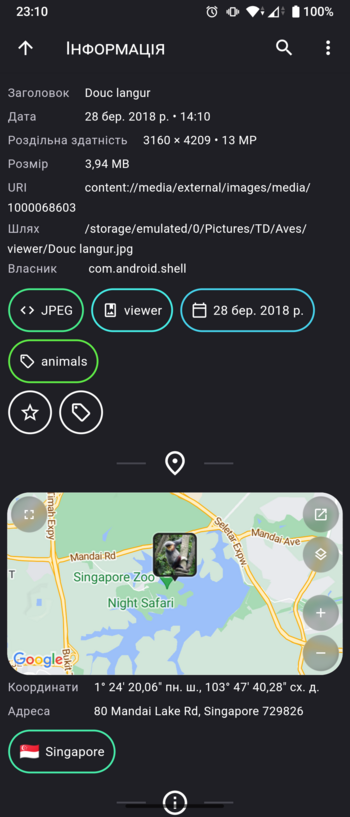 23:10
100%
Інформація
Заголовок Douc langur
Дата 28 бер. 2018 р. • 14:10
Роздільна здатність 3160 × 4209 • 13 MP
Розмір 3,94 MB
URI content://media/external/images/media/
1000068603
Шлях /storage/emulated/0/Pictures/TD/Aves/
viewer/Douc langur.jpg
Власник com.android.shell
JPEG viewer 28 бер. 2018 р.
animals
Seletar Expy
Mandai Ave
Mandai Rd
T
Singapore Zoo
Night Safari
Google
Bukit
Координати 1° 24' 20,06" пн. ш., 103° 47' 40,28" сх. д.
Адреса 80 Mandai Lake Rd, Singapore 729826
Singapore